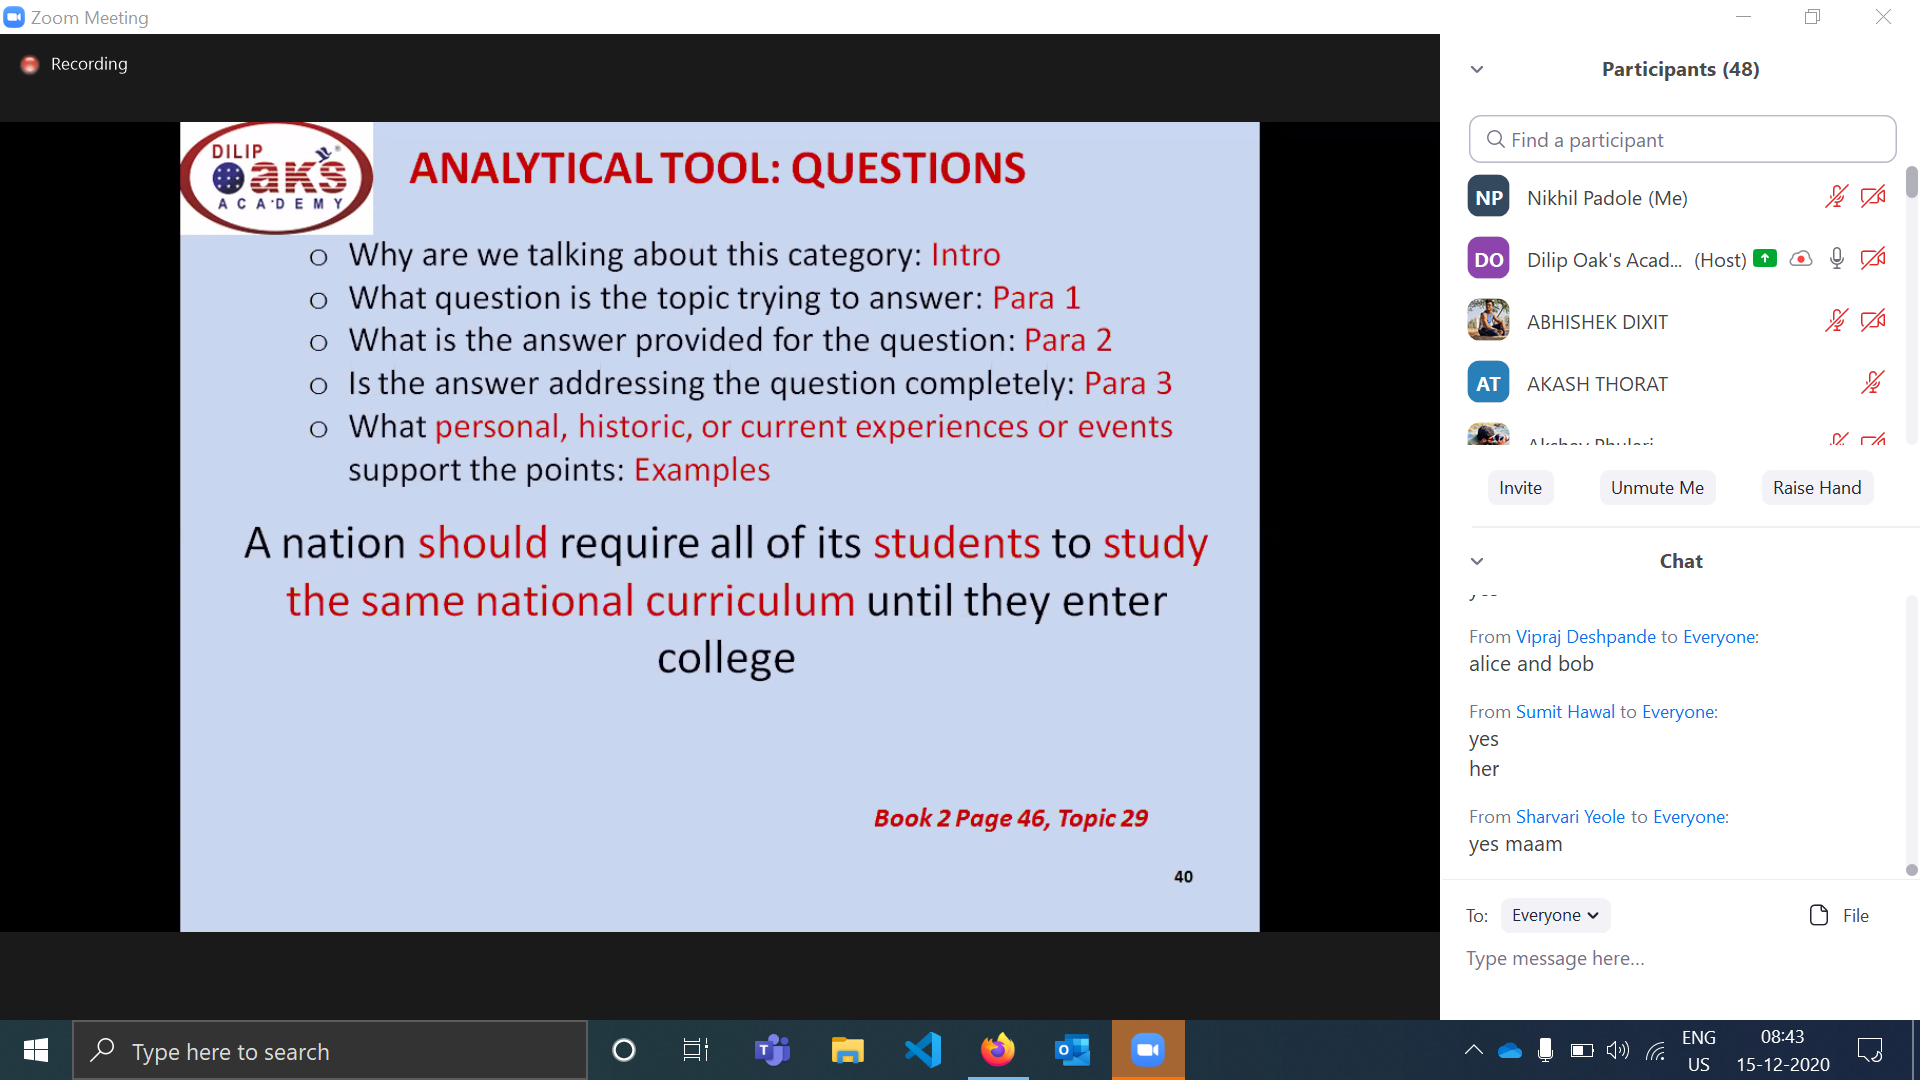 Zoom Meeting
Recording
DILIP
OAK'S
ACADEMY
ANALYTICAL TOOL: QUESTIONS
o Why are we talking about this category: Intro
o What question is the topic trying to answer: Para 1
o What is the answer provided for the question: Para 2
o Is the answer addressing the question completely: Para 3
o What personal, historic, or current experiences or events
support the points: Examples
A nation should require all of its students to study
the same national curriculum until they enter
college
Book 2 Page 46, Topic 29
40
Participants (48)
Find a participant
NP Nikhil Padole (Me)
DO Dilip Oak's Acad... (Host)
ABHISHEK DIXIT
AT AKASH THORAT
Invite Unmute Me Raise Hand
Chat
From Vipraj Deshpande to Everyone:
alice and bob
From Sumit Hawal to Everyone:
yes
her
From Sharvari Yeole to Everyone:
yes maam
To: Everyone File
Type message here...
Type here to search
ENG
US
08:43
15-12-2020